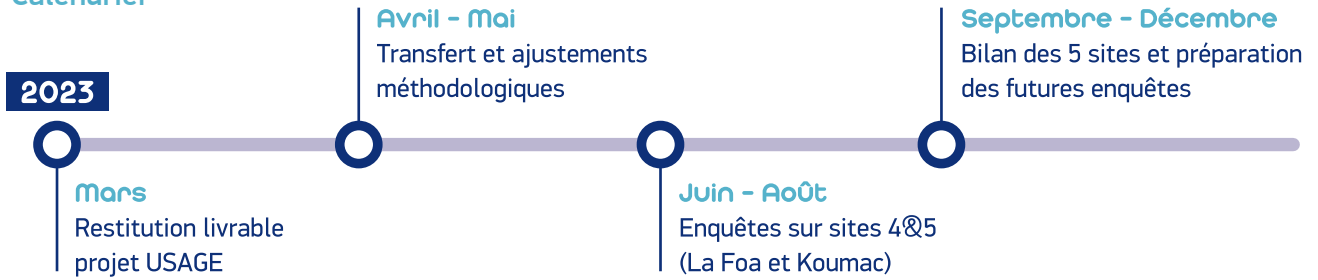 Calendrier
2023
Mars
Restitution livrable
projet USAGE
Avril - Mai
Transfert et ajustements
méthodologiques
Juin - Août
Enquêtes sur sites 4&5
(La Foa et Koumac)
Septembre - Décembre
Bilan des 5 sites et préparation
des futures enquêtes